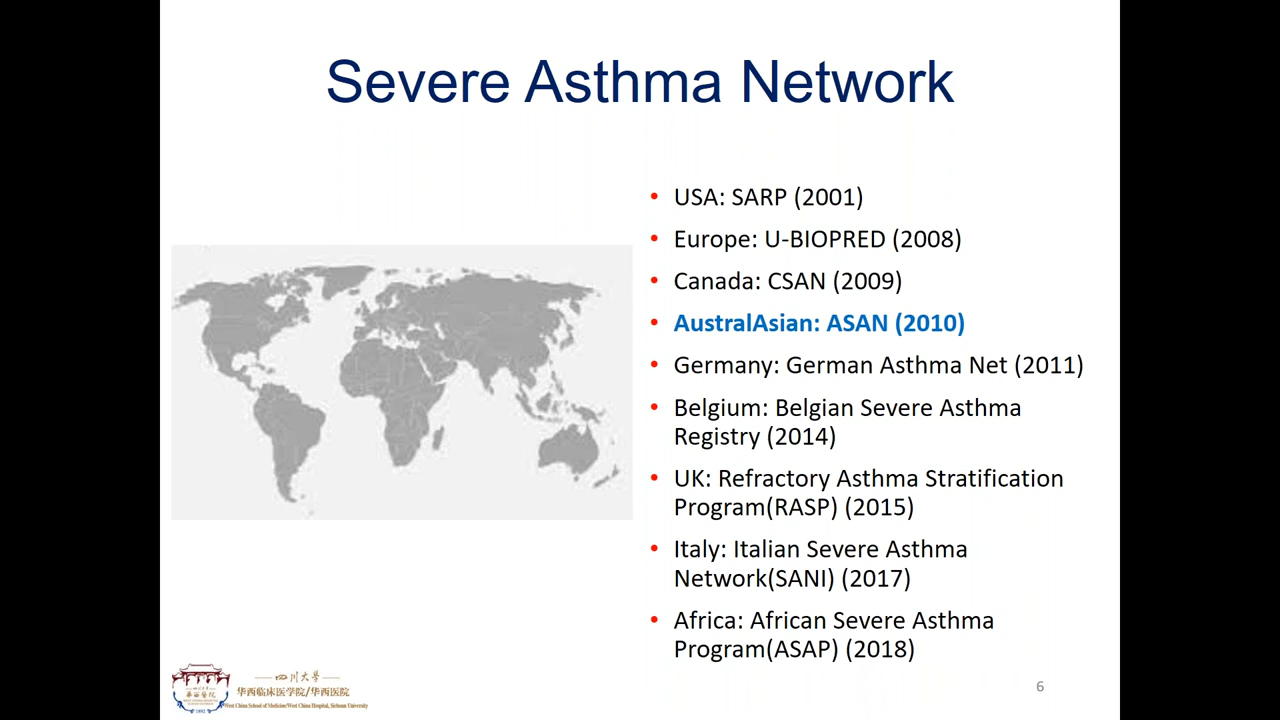 Severe Asthma Network
• USA: SARP (2001)
• Europe: U-BIOPRED (2008)
• Canada: CSAN (2009)
• AustralAsian: ASAN (2010)
• Germany: German Asthma Net (2011)
• Belgium: Belgian Severe Asthma
Registry (2014)
• UK: Refractory Asthma Stratification
Program(RASP) (2015)
• Italy: Italian Severe Asthma
Network(SANI) (2017)
• Africa: African Severe Asthma
Program(ASAP) (2018)
四川大学
华西临床医学院/华西医院
West China School of Medicine/West China Hospital, Sichuan University
1892
6